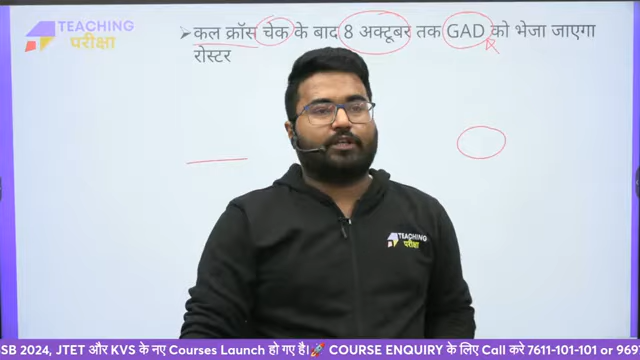 TEACHING
परीक्षा
➤कल क्रॉस चेक के बाद 8 अक्टूबर तक GAD को भेजा जाएगा
रोस्टर
TEACHING
परीक्षा
SB 2024, JTET और KVS के नए Courses Launch हो गए है।🚀 COURSE ENQUIRY के लिए Call करे 7611-101-101 or 969